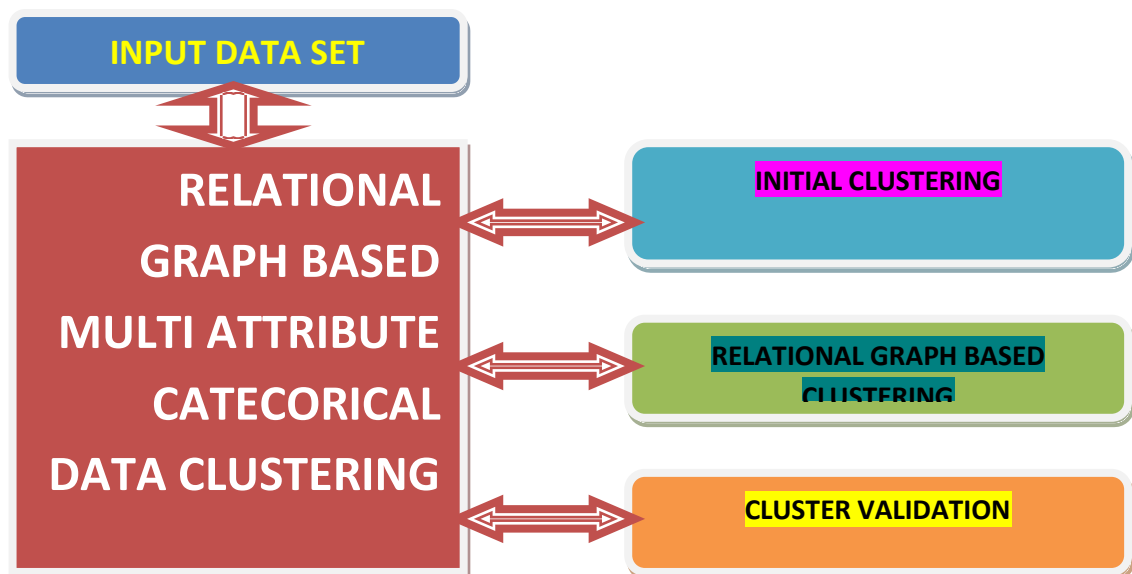 INPUT DATA SET
RELATIONAL
GRAPH BASED
MULTI ATTRIBUTE
CATECORICAL
DATA CLUSTERING
INITIAL CLUSTERING
RELATIONAL GRAPH BASED
CLUSTERING
CLUSTER VALIDATION